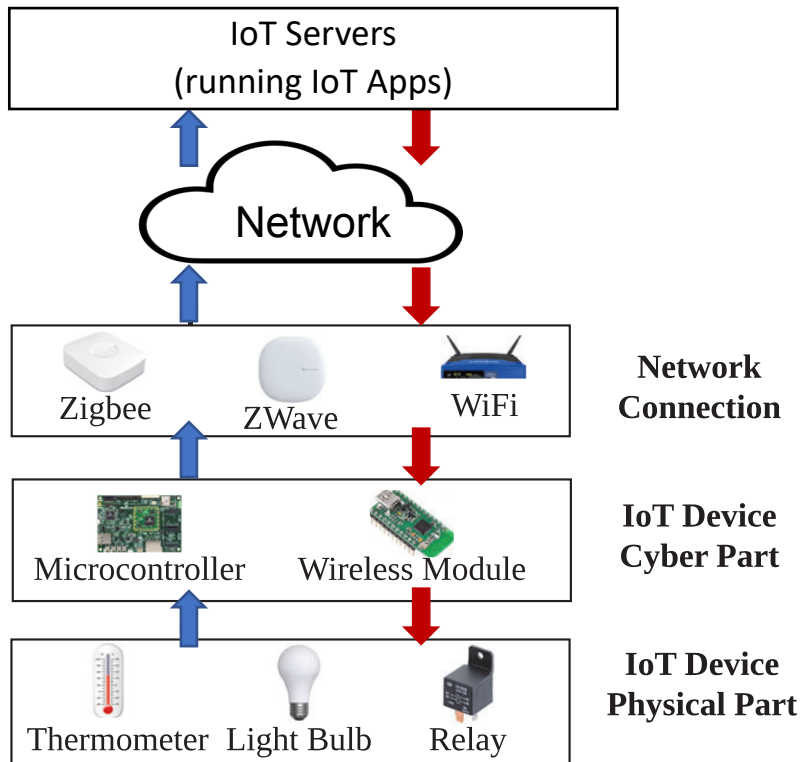 IoT Servers
(running IoT Apps)
Network
Zigbee
ZWave
WiFi
Network
Connection
Microcontroller
Wireless Module
IoT Device
Cyber Part
Thermometer
Light Bulb
Relay
IoT Device
Physical Part